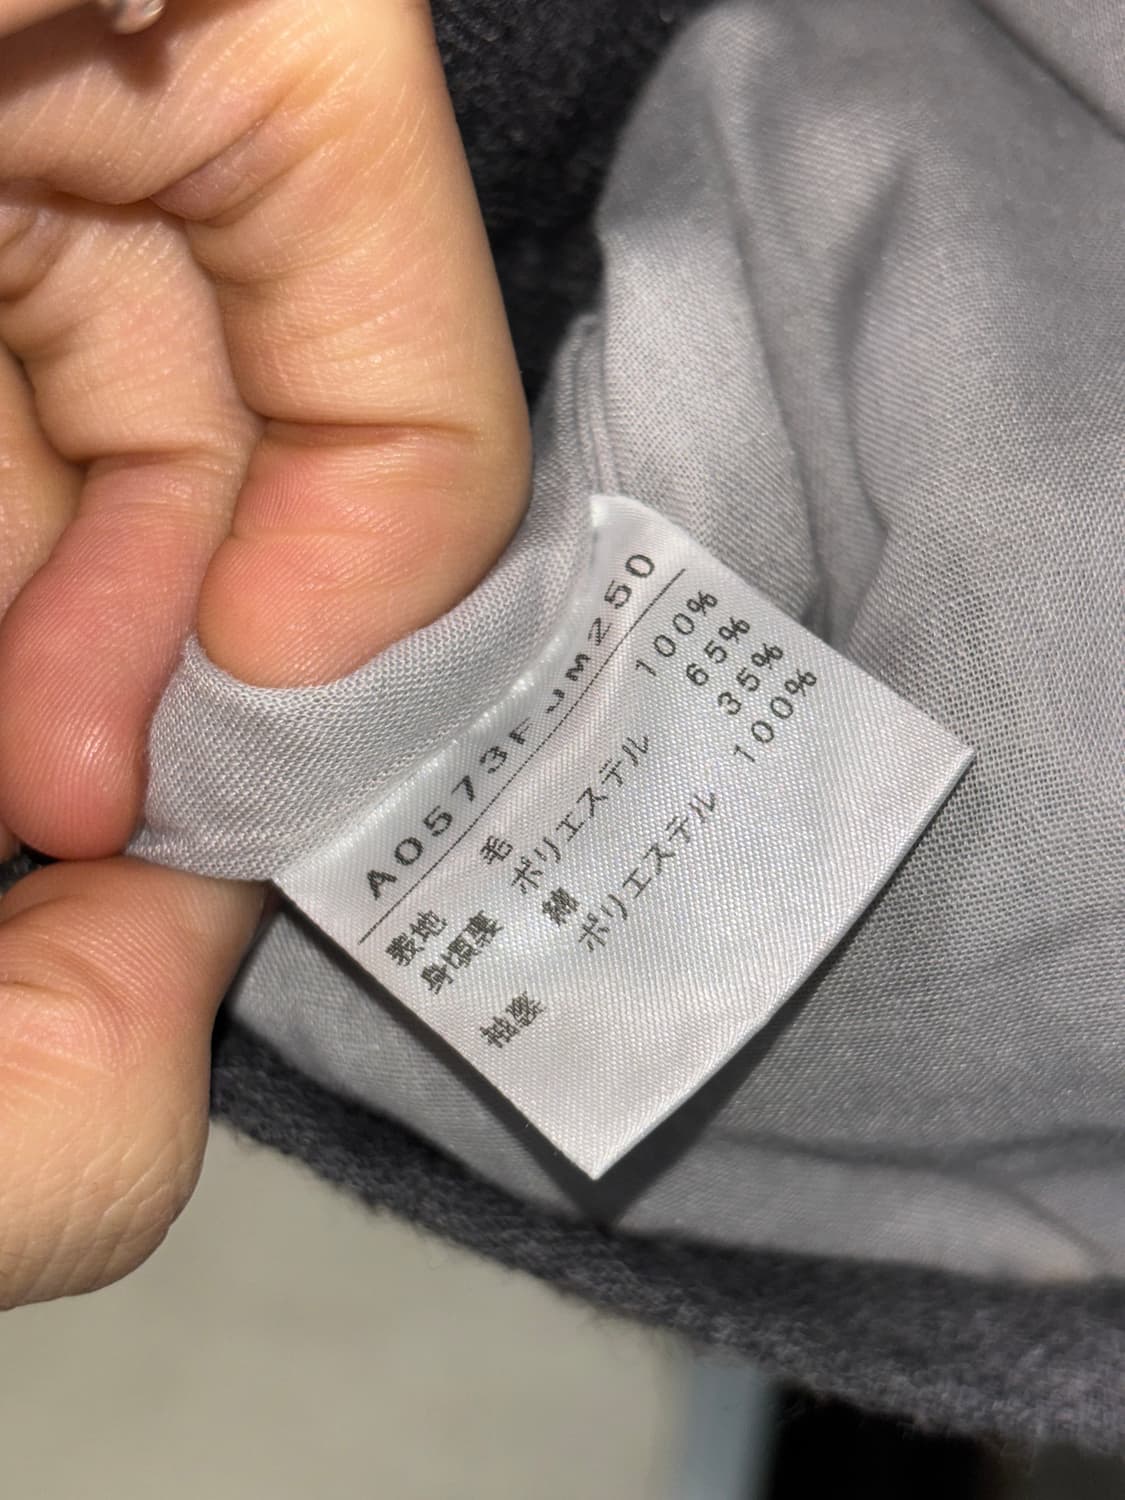 A0573FJM250
表地 毛 100%
身頃裏 ポリエステル 65%
綿 35%
袖裏 ポリエステル 100%